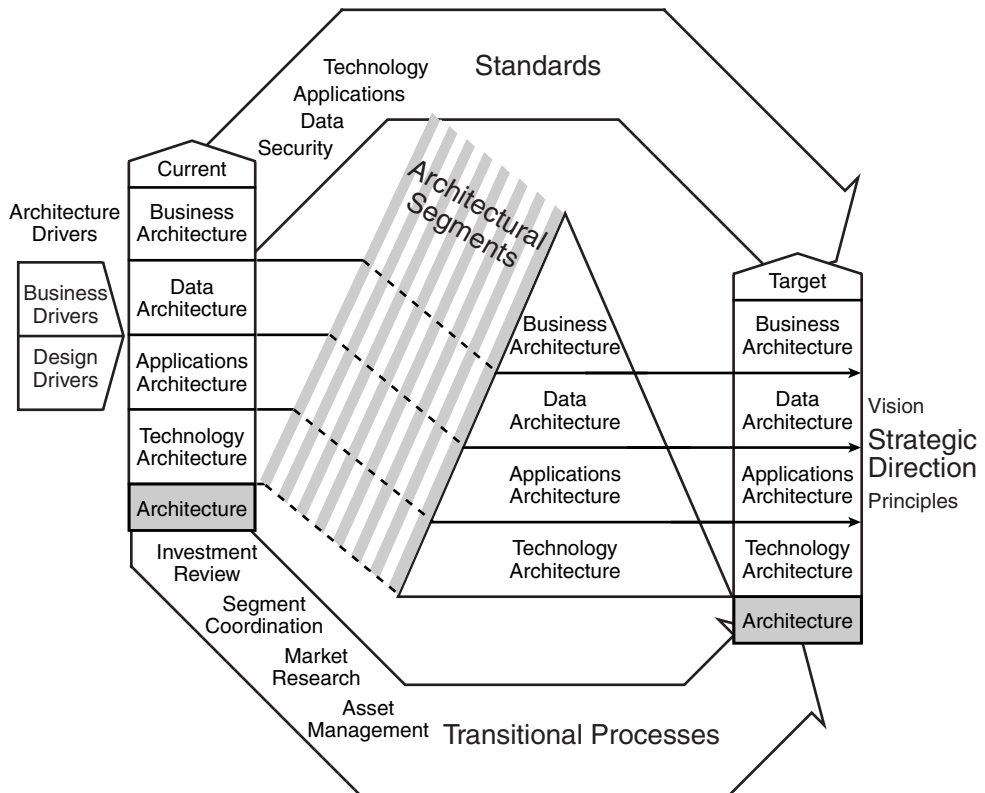 Technology
Applications
Data
Security
Standards
Current
Business
Architecture
Data
Architecture
Applications
Architecture
Technology
Architecture
Architecture
Architecture
Drivers
Business
Drivers
Design
Drivers
Architectural
Segments
Business
Architecture
Data
Architecture
Applications
Architecture
Technology
Architecture
Target
Business
Architecture
Data
Architecture
Applications
Architecture
Technology
Architecture
Architecture
Vision
Strategic
Direction
Principles
Investment
Review
Segment
Coordination
Market
Research
Asset
Management
Transitional Processes